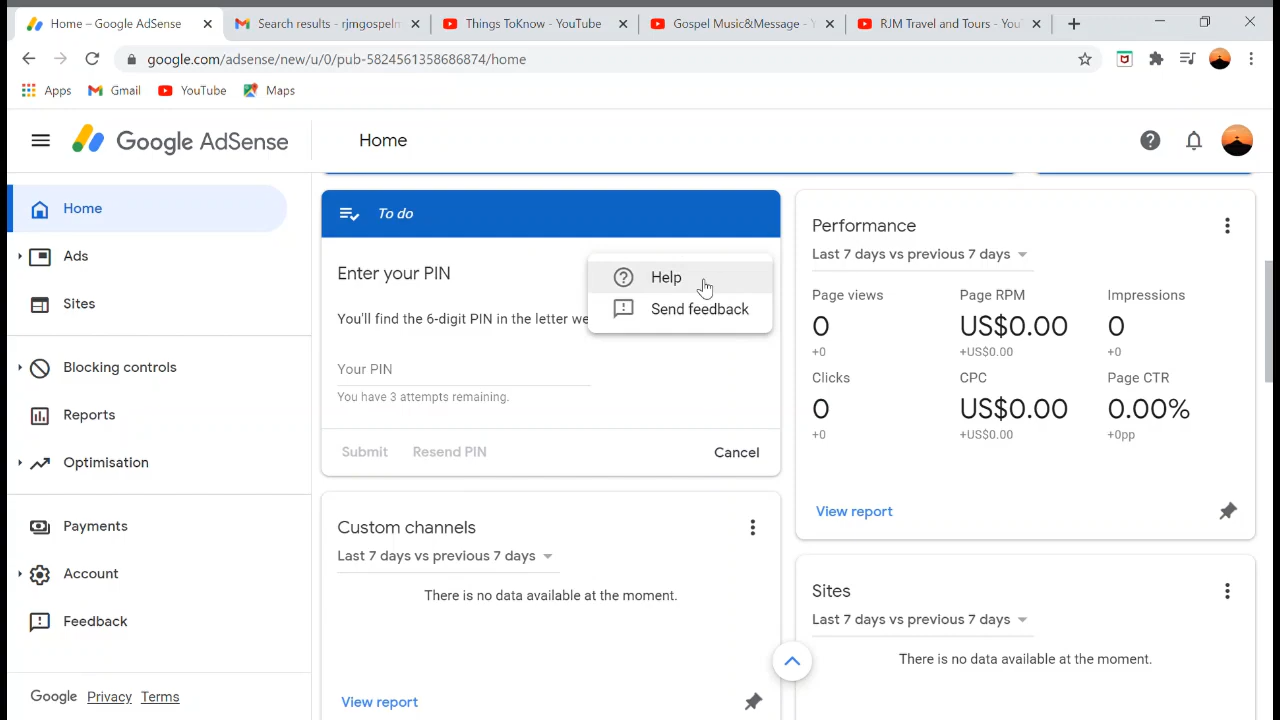 Home – Google AdSense
Search results - rjmgospelm
Things ToKnow - YouTube
Gospel Music&Message - Y
RJM Travel and Tours - You
google.com/adsense/new/u/0/pub-5824561358686874/home
Apps
Gmail
YouTube
Maps
Google AdSense
Home
Home
Ads
Sites
Blocking controls
Reports
Optimisation
Payments
Account
Feedback
Google Privacy Terms
To do
Enter your PIN
Help
Send feedback
You'll find the 6-digit PIN in the letter we
Your PIN
You have 3 attempts remaining.
Submit
Resend PIN
Cancel
Custom channels
Last 7 days vs previous 7 days
There is no data available at the moment.
View report
Performance
Last 7 days vs previous 7 days
Page views
Page RPM
Impressions
0
US$0.00
0
+0
+US$0.00
+0
Clicks
CPC
Page CTR
0
US$0.00
0.00%
+0
+US$0.00
+0pp
View report
Sites
Last 7 days vs previous 7 days
There is no data available at the moment.